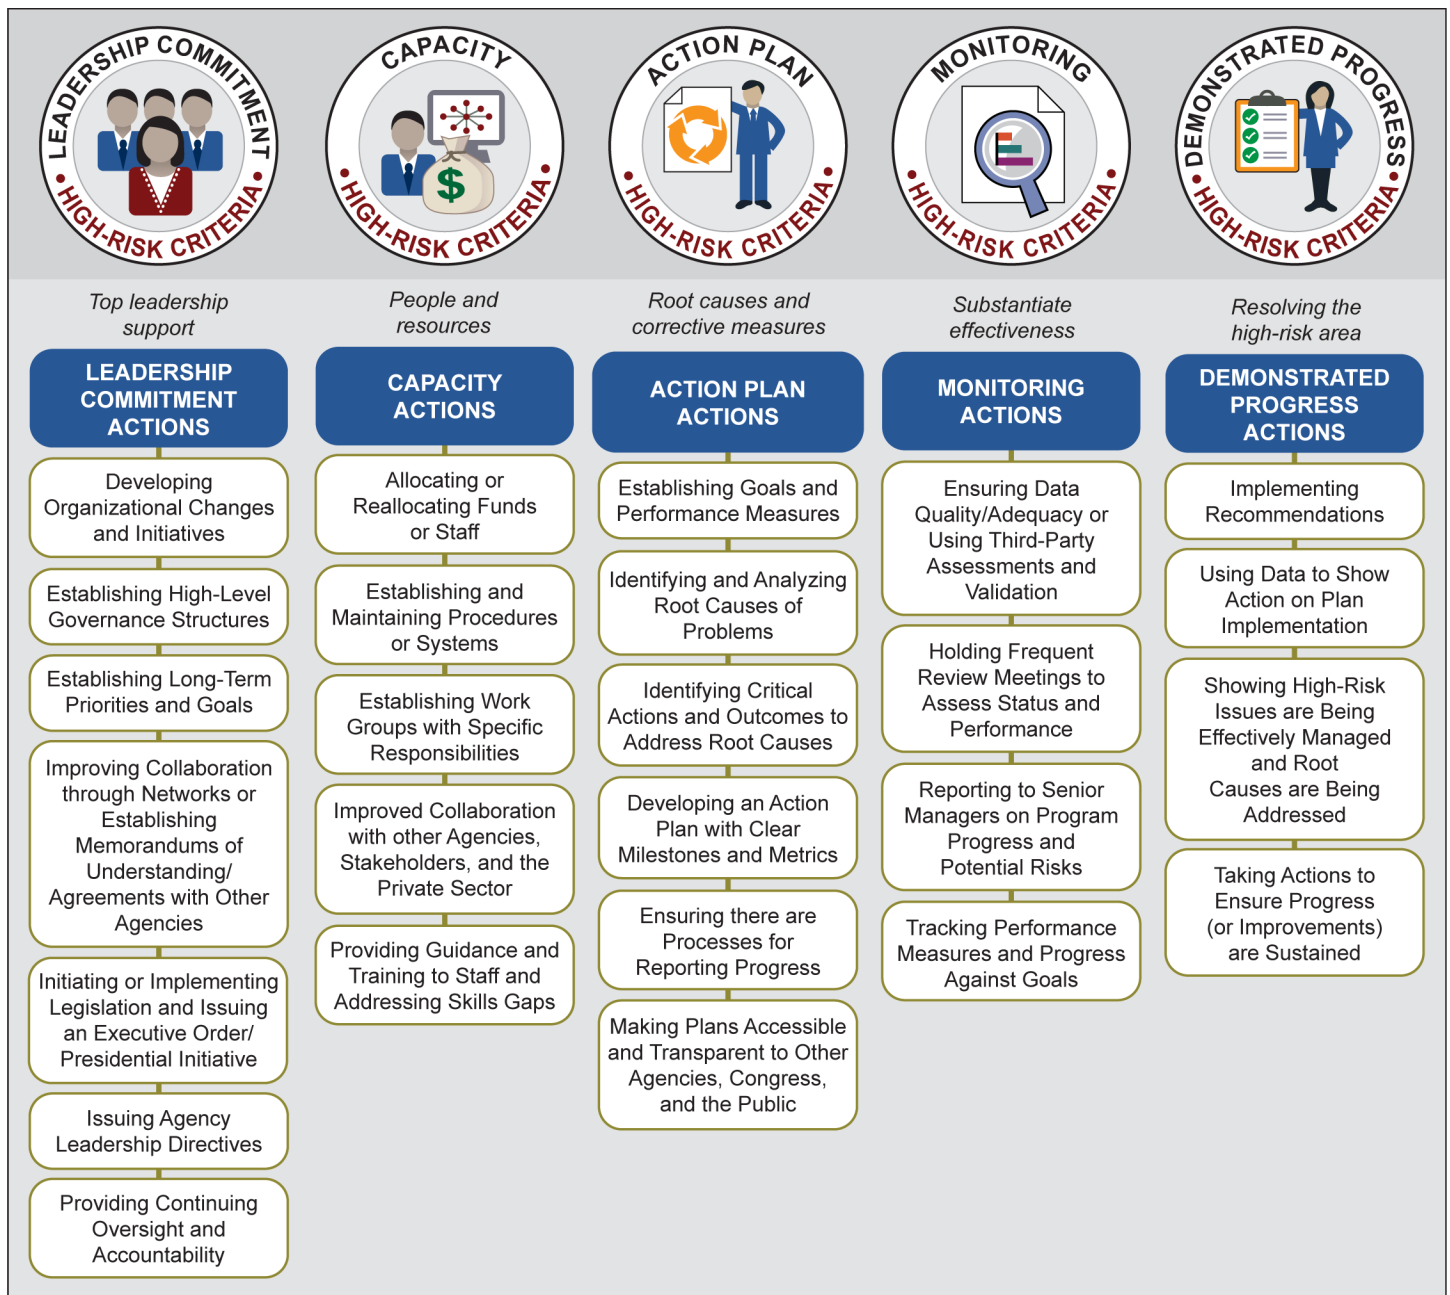 LEADERSHIP COMMITMENT
• HIGH-RISK CRITERIA •
CAPACITY
• HIGH-RISK CRITERIA •
ACTION PLAN
• HIGH-RISK CRITERIA •
MONITORING
• HIGH-RISK CRITERIA •
DEMONSTRATED PROGRESS
• HIGH-RISK CRITERIA •
$
Top leadership
support
LEADERSHIP
COMMITMENT
ACTIONS
Developing
Organizational Changes
and Initiatives
Establishing High-Level
Governance Structures
Establishing Long-Term
Priorities and Goals
Improving Collaboration
through Networks or
Establishing
Memorandums of
Understanding/
Agreements with Other
Agencies
Initiating or Implementing
Legislation and Issuing
an Executive Order/
Presidential Initiative
Issuing Agency
Leadership Directives
Providing Continuing
Oversight and
Accountability
People and
resources
CAPACITY
ACTIONS
Allocating or
Reallocating Funds
or Staff
Establishing and
Maintaining Procedures
or Systems
Establishing Work
Groups with Specific
Responsibilities
Improved Collaboration
with other Agencies,
Stakeholders, and the
Private Sector
Providing Guidance and
Training to Staff and
Addressing Skills Gaps
Root causes and
corrective measures
ACTION PLAN
ACTIONS
Establishing Goals and
Performance Measures
Identifying and Analyzing
Root Causes of
Problems
Identifying Critical
Actions and Outcomes to
Address Root Causes
Developing an Action
Plan with Clear
Milestones and Metrics
Ensuring there are
Processes for
Reporting Progress
Making Plans Accessible
and Transparent to Other
Agencies, Congress,
and the Public
Substantiate
effectiveness
MONITORING
ACTIONS
Ensuring Data
Quality/Adequacy or
Using Third-Party
Assessments and
Validation
Holding Frequent
Review Meetings to
Assess Status and
Performance
Reporting to Senior
Managers on Program
Progress and
Potential Risks
Tracking Performance
Measures and Progress
Against Goals
Resolving the
high-risk area
DEMONSTRATED
PROGRESS
ACTIONS
Implementing
Recommendations
Using Data to Show
Action on Plan
Implementation
Showing High-Risk
Issues are Being
Effectively Managed
and Root
Causes are Being
Addressed
Taking Actions to
Ensure Progress
(or Improvements)
are Sustained